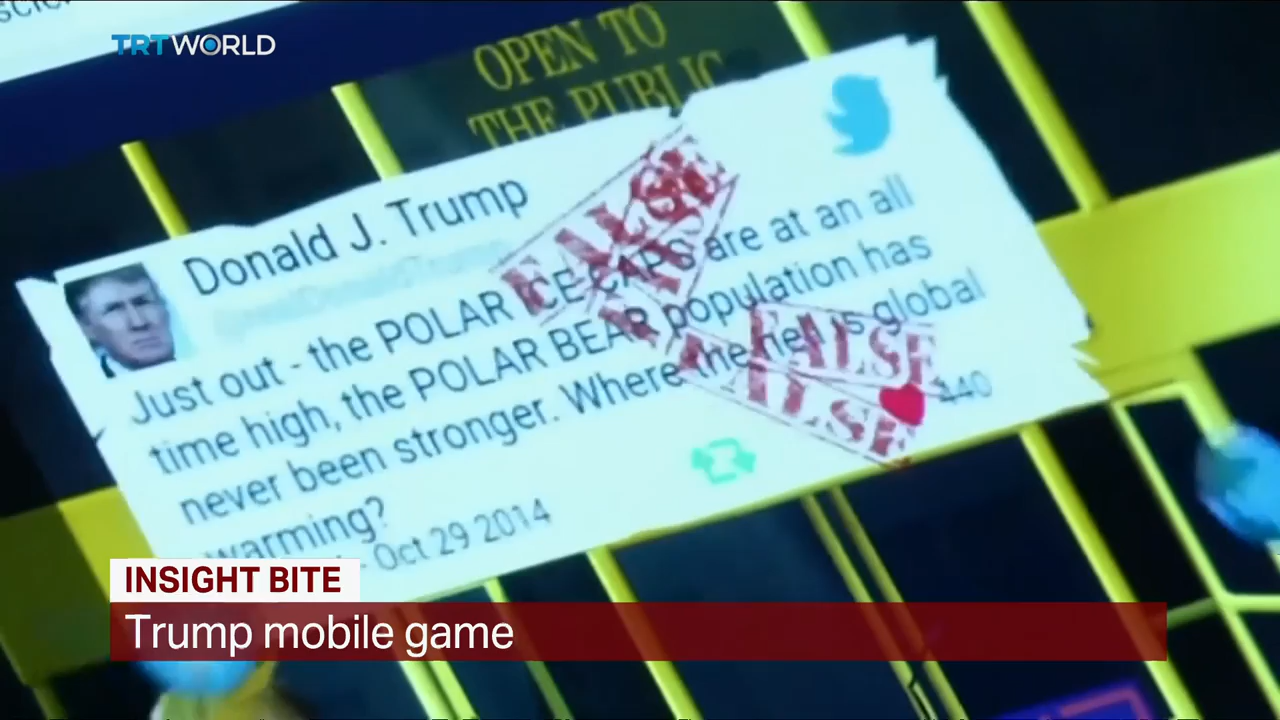 TRT WORLD
OPEN TO
THE PUBLIC
Donald J. Trump
Just out - the POLAR ICE CAPS are at an all
time high, the POLAR BEAR population has
never been stronger. Where the hell is global
warming?
Oct 29 2014
440
FALSE
FALSE
FALSE
INSIGHT BITE
Trump mobile game